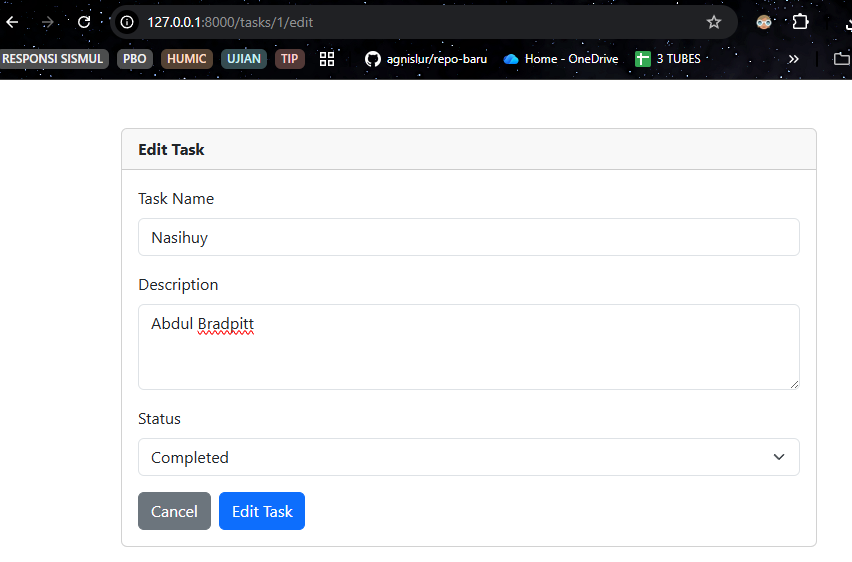 127.0.0.1:8000/tasks/1/edit
RESPONSI SISMUL PBO HUMIC UJIAN TIP agnislur/repo-baru Home - OneDrive 3 TUBES
Edit Task
Task Name
Nasihuy
Description
Abdul Bradpitt
Status
Completed
Cancel Edit Task